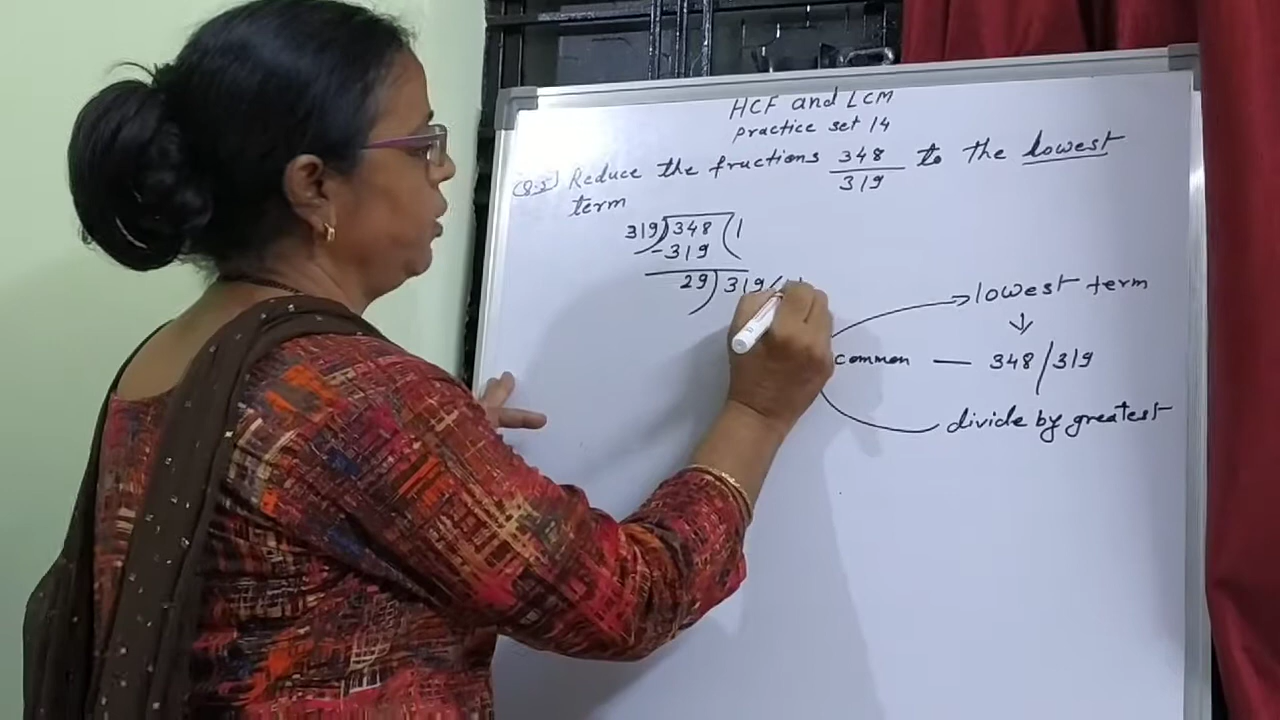 HCF and LCM
practice set 14
Q.5) Reduce the fructions 348/319 to the lowest
term
319)348(1
-319
29)319(
lowest term
↓
common — 348/319
divide by greatest